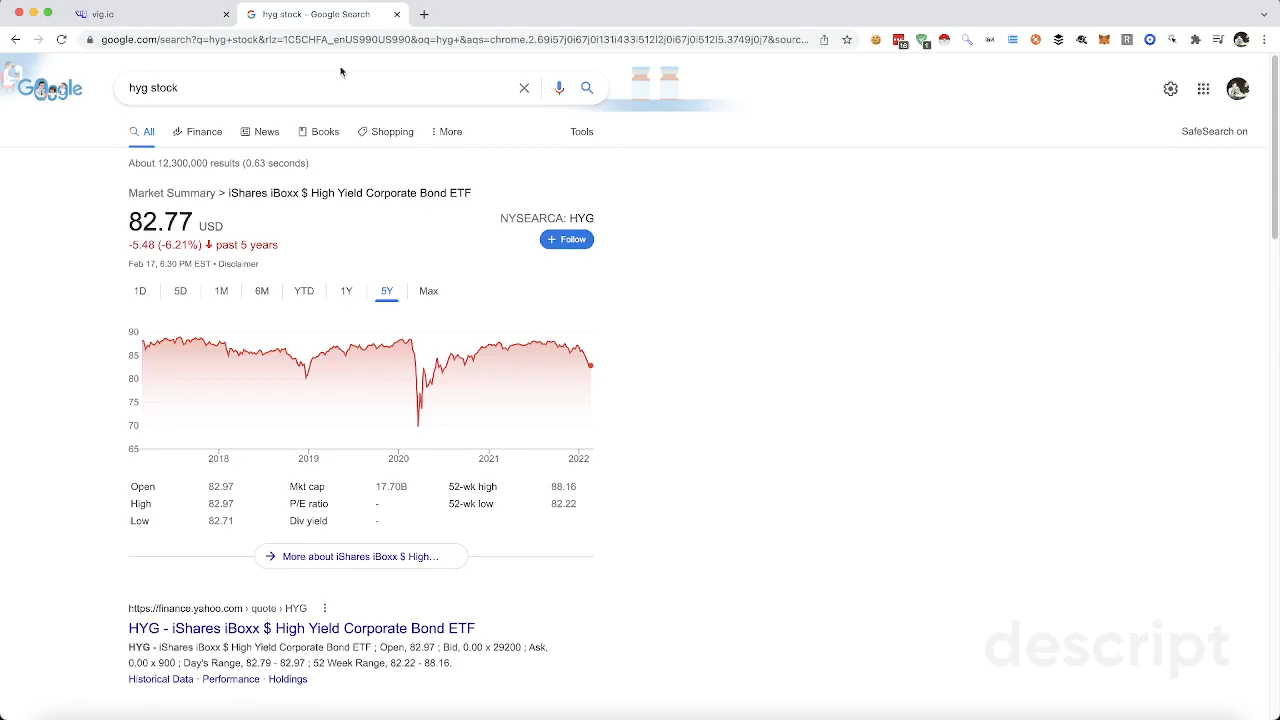 vig.io
hyg stock - Google Search
google.com/search?q=hyg+stock&rlz=1C5CHFA_enUS990US990&oq=hyg+&aqs=chrome.2.69i57j0i67j0i131i433i512l2j0i67j0i512l5.3749j0j7&sourc...
18
1
R
Google
hyg stock
All
Finance
News
Books
Shopping
More
Tools
SafeSearch on
About 12,300,000 results (0.63 seconds)
Market Summary > iShares iBoxx $ High Yield Corporate Bond ETF
82.77 USD
NYSEARCA: HYG
-5.48 (-6.21%) past 5 years
+ Follow
Feb 17, 6:30 PM EST • Disclaimer
1D
5D
1M
6M
YTD
1Y
5Y
Max
90
85
80
75
70
65
2018
2019
2020
2021
2022
Open 82.97 Mkt cap 17.70B 52-wk high 88.16
High 82.97 P/E ratio - 52-wk low 82.22
Low 82.71 Div yield -
More about iShares iBoxx $ High...
https://finance.yahoo.com › quote › HYG
HYG - iShares iBoxx $ High Yield Corporate Bond ETF
HYG - iShares iBoxx $ High Yield Corporate Bond ETF ; Open, 82.97 ; Bid, 0.00 x 29200 ; Ask,
0.00 x 900 ; Day's Range, 82.79 - 82.97 ; 52 Week Range, 82.22 - 88.16.
Historical Data · Performance · Holdings
descript